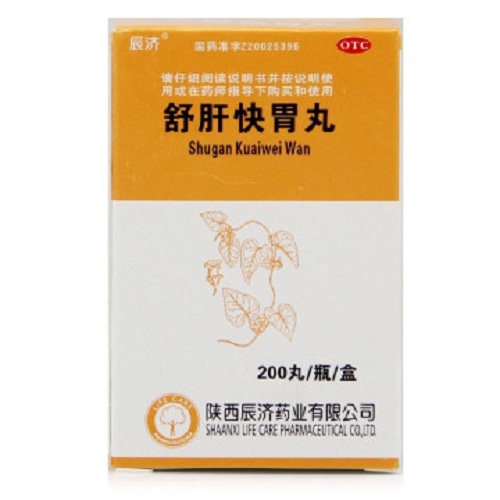 辰济®
国药准字Z20025396
OTC
请仔细阅读说明书并按说明使
用或在药师指导下购买和使用
舒肝快胃丸
Shugan Kuaiwei Wan
200丸/瓶/盒
LIFE CARE
陕西辰济药业有限公司
SHAANXI LIFE CARE PHARMACEUTICAL CO.,LTD.